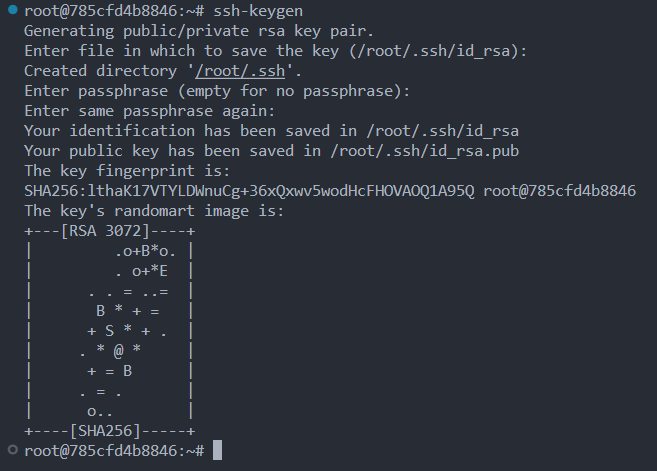 root@785cfd4b8846:~# ssh-keygen
Generating public/private rsa key pair.
Enter file in which to save the key (/root/.ssh/id_rsa):
Created directory '/root/.ssh'.
Enter passphrase (empty for no passphrase):
Enter same passphrase again:
Your identification has been saved in /root/.ssh/id_rsa
Your public key has been saved in /root/.ssh/id_rsa.pub
The key fingerprint is:
SHA256:lthaK17VTYLDWnuCg+36xQxwv5wodHcFHOVAOQ1A95Q root@785cfd4b8846
The key's randomart image is:
+---[RSA 3072]----+
|          .o+B*o. |
|          . o+*E  |
|       . . = ..=  |
|        B * + =   |
|       + S * + .  |
|      . * @ *     |
|       + = B      |
|      . = .       |
|       o..        |
+----[SHA256]-----+
root@785cfd4b8846:~#